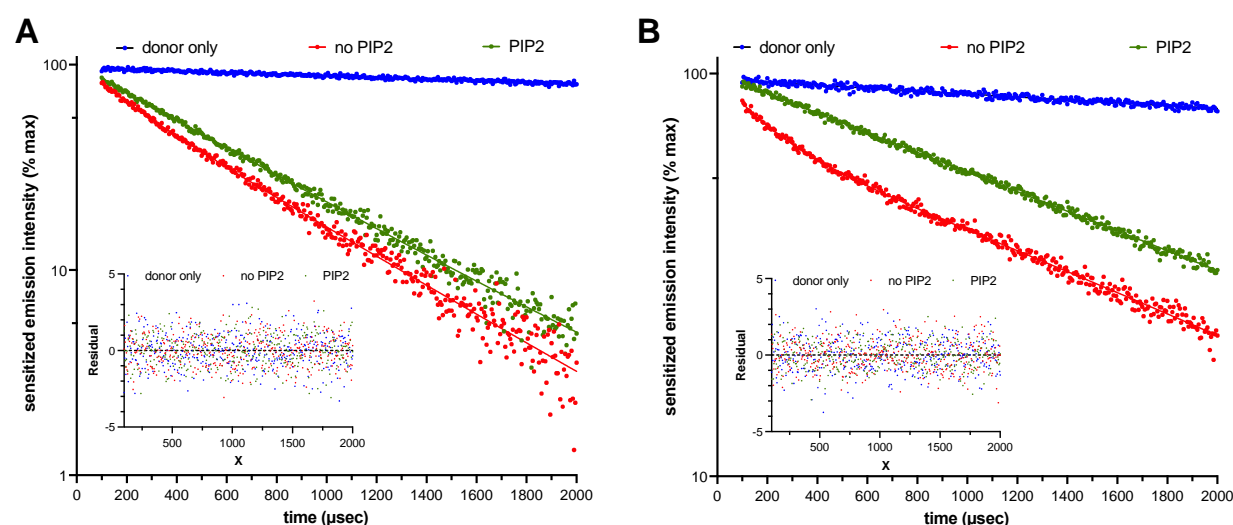 A
donor only no PIP2 PIP2
sensitized emission intensity (% max)
100
10
1
0 200 400 600 800 1000 1200 1400 1600 1800 2000
time (µsec)
donor only no PIP2 PIP2
Residual
5
0
-5
500 1000 1500 2000
X
B
donor only no PIP2 PIP2
sensitized emission intensity (% max)
100
10
0 200 400 600 800 1000 1200 1400 1600 1800 2000
time (µsec)
donor only no PIP2 PIP2
Residual
5
0
-5
500 1000 1500 2000
X